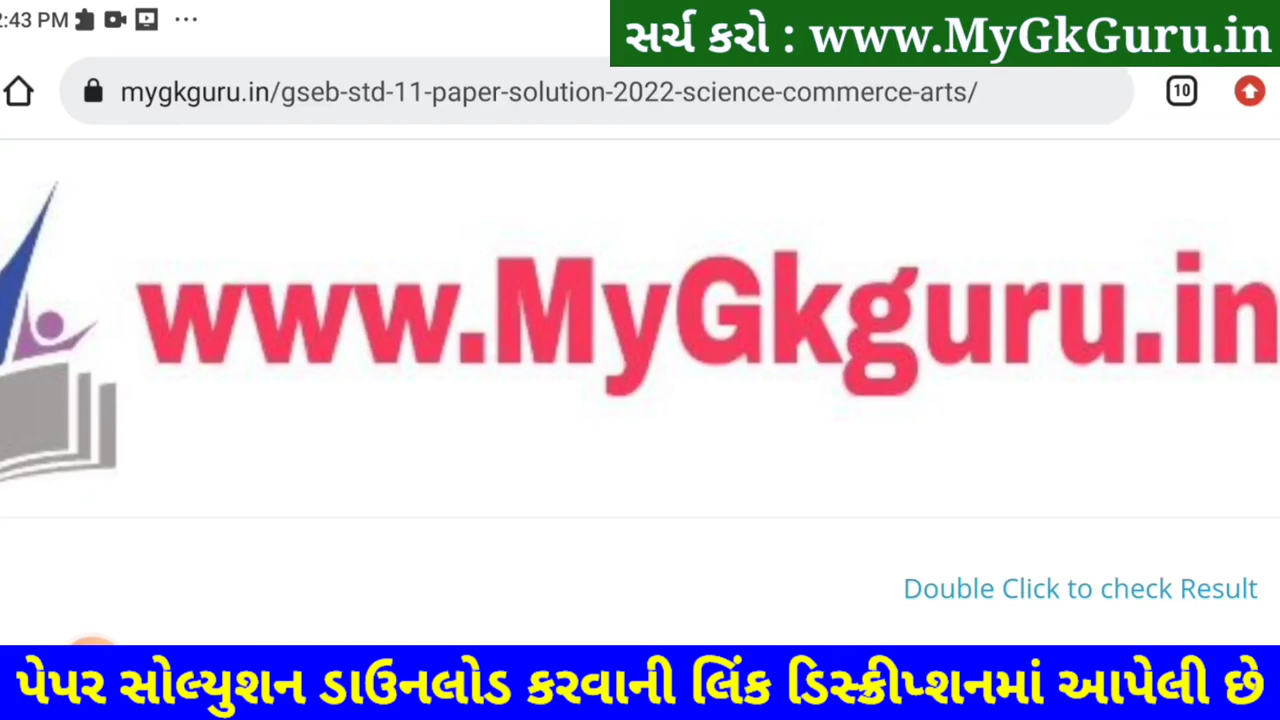 2:43 PM ...
સર્ચ કરો : www.MyGkGuru.in
mygkguru.in/gseb-std-11-paper-solution-2022-science-commerce-arts/
10
www.MyGkguru.in
Double Click to check Result
પેપર સોલ્યુશન ડાઉનલોડ કરવાની લિંક ડિસ્ક્રીપ્શનમાં આપેલી છે